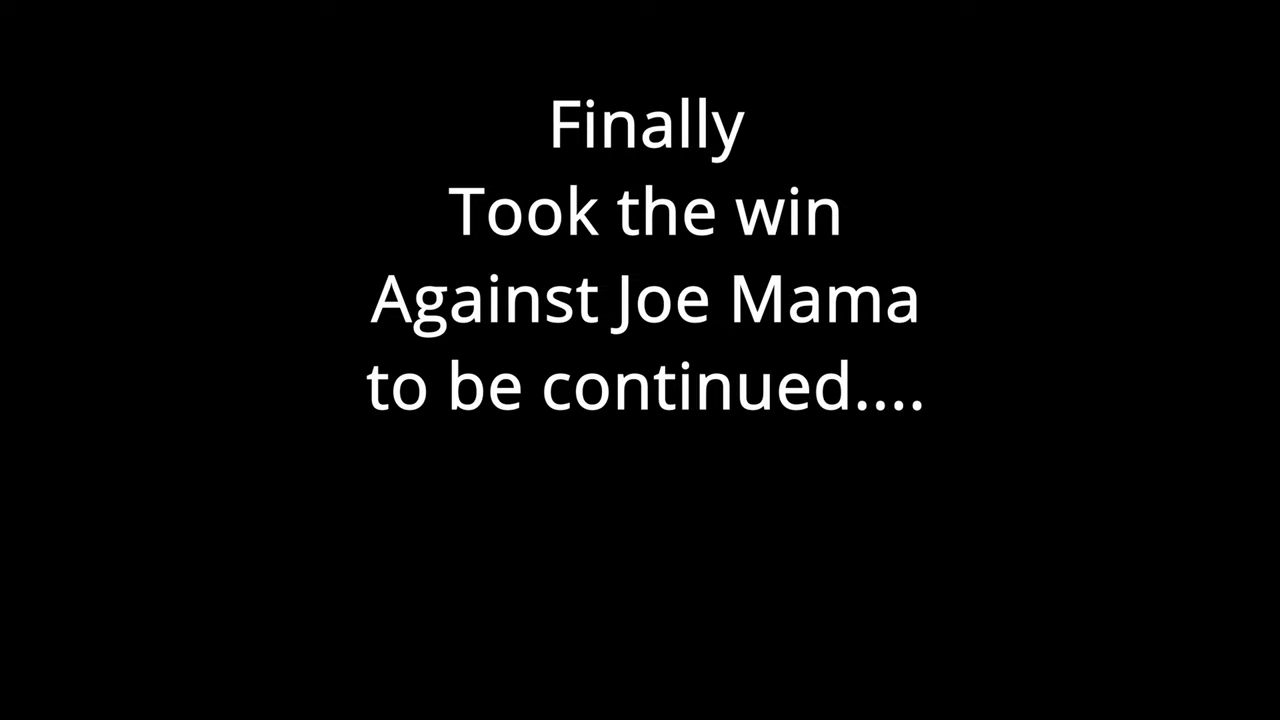 Finally
Took the win
Against Joe Mama
to be continued....